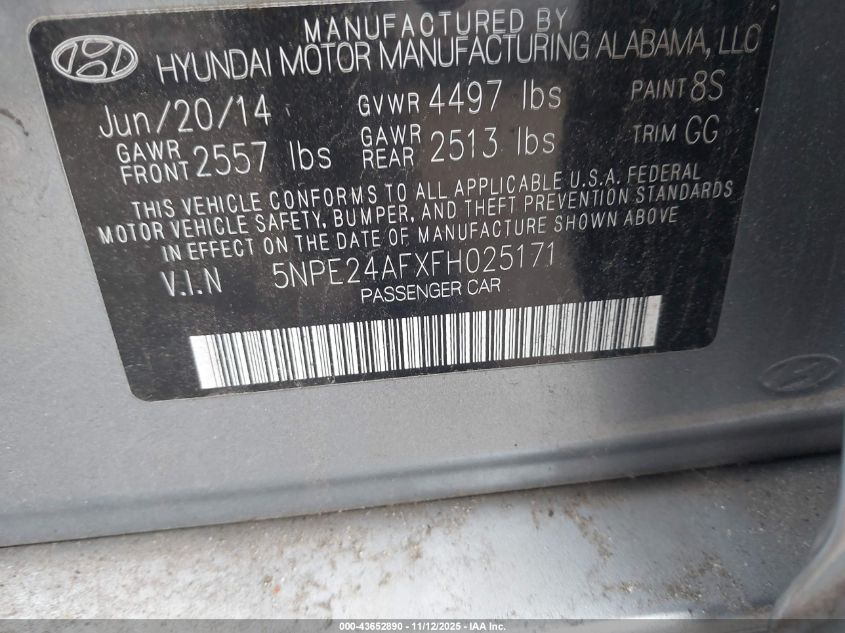 MANUFACTURED BY
HYUNDAI MOTOR MANUFACTURING ALABAMA, LLC
Jun/20/14 GVWR 4497 lbs PAINT 8S
GAWR FRONT 2557 lbs GAWR REAR 2513 lbs TRIM GG
THIS VEHICLE CONFORMS TO ALL APPLICABLE U.S.A. FEDERAL
MOTOR VEHICLE SAFETY, BUMPER, AND THEFT PREVENTION STANDARDS
IN EFFECT ON THE DATE OF MANUFACTURE SHOWN ABOVE
V.I.N 5NPE24AFXFH025171
PASSENGER CAR
000-43652890 - 11/12/2025 - IAA Inc.